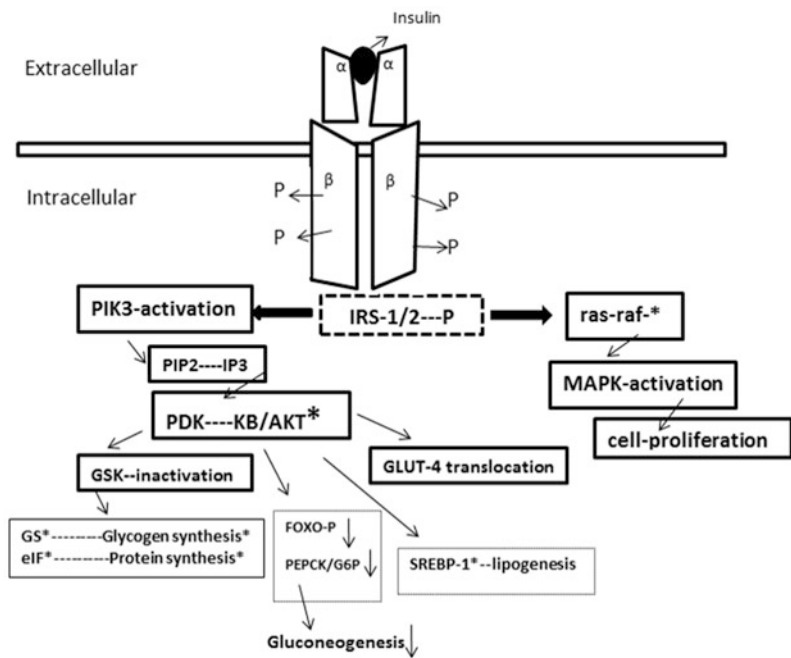 Insulin
Extracellular
α α
β β
Intracellular
P P
P P
PIK3-activation
IRS-1/2---P
ras-raf-*
PIP2----IP3
MAPK-activation
PDK----KB/AKT*
cell-proliferation
GSK--inactivation
GLUT-4 translocation
GS*--------Glycogen synthesis*
eIF*---------Protein synthesis*
FOXO-P
PEPCK/G6P
SREBP-1*--lipogenesis
Gluconeogenesis